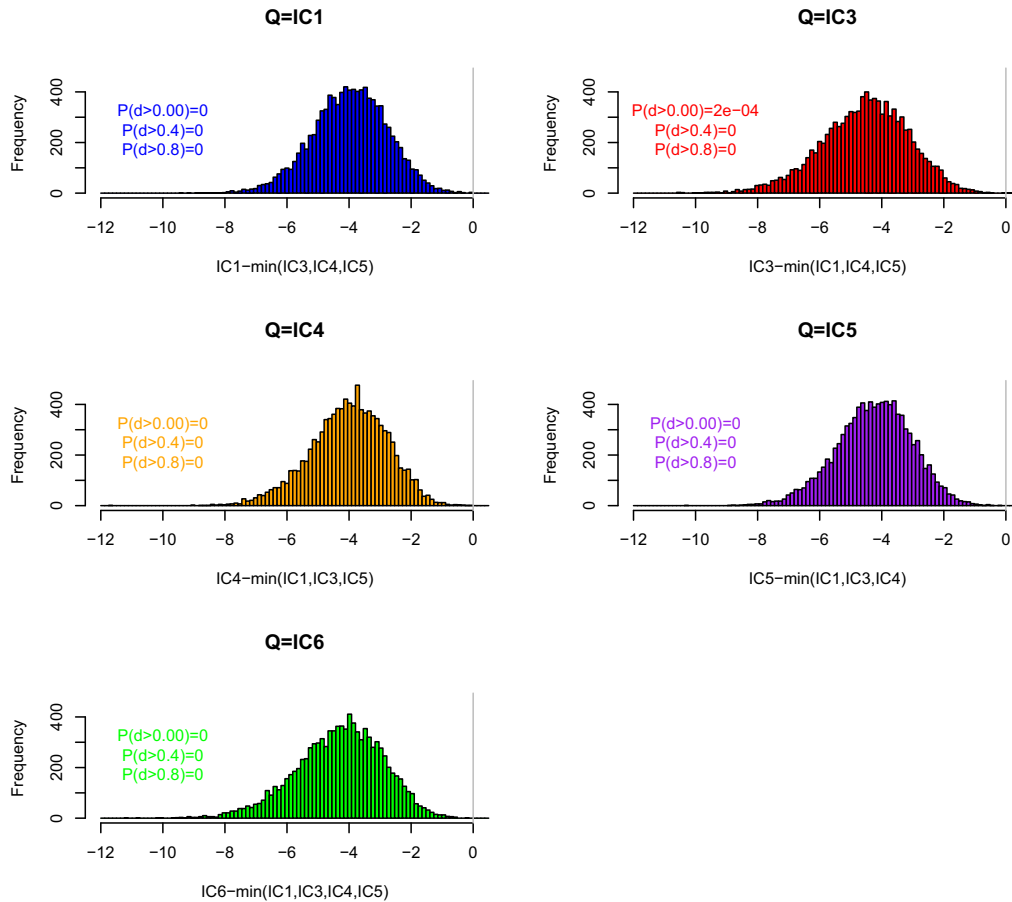 Q=IC1
Frequency
400
200
0
P(d>0.00)=0
P(d>0.4)=0
P(d>0.8)=0
−12 −10 −8 −6 −4 −2 0
IC1−min(IC3,IC4,IC5)
Q=IC3
Frequency
400
200
0
P(d>0.00)=2e−04
P(d>0.4)=0
P(d>0.8)=0
−12 −10 −8 −6 −4 −2 0
IC3−min(IC1,IC4,IC5)
Q=IC4
Frequency
400
200
0
P(d>0.00)=0
P(d>0.4)=0
P(d>0.8)=0
−12 −10 −8 −6 −4 −2 0
IC4−min(IC1,IC3,IC5)
Q=IC5
Frequency
400
200
0
P(d>0.00)=0
P(d>0.4)=0
P(d>0.8)=0
−12 −10 −8 −6 −4 −2 0
IC5−min(IC1,IC3,IC4)
Q=IC6
Frequency
400
200
0
P(d>0.00)=0
P(d>0.4)=0
P(d>0.8)=0
−12 −10 −8 −6 −4 −2 0
IC6−min(IC1,IC3,IC4,IC5)